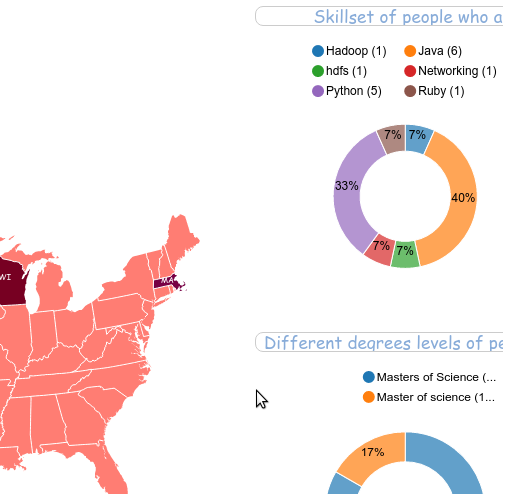 Skillset of people who a
Hadoop (1) Java (6)
hdfs (1) Networking (1)
Python (5) Ruby (1)
7% 7%
33%
40%
7% 7%
WI
MA
Different degrees levels of pe
Masters of Science (...
Master of science (1...
17%